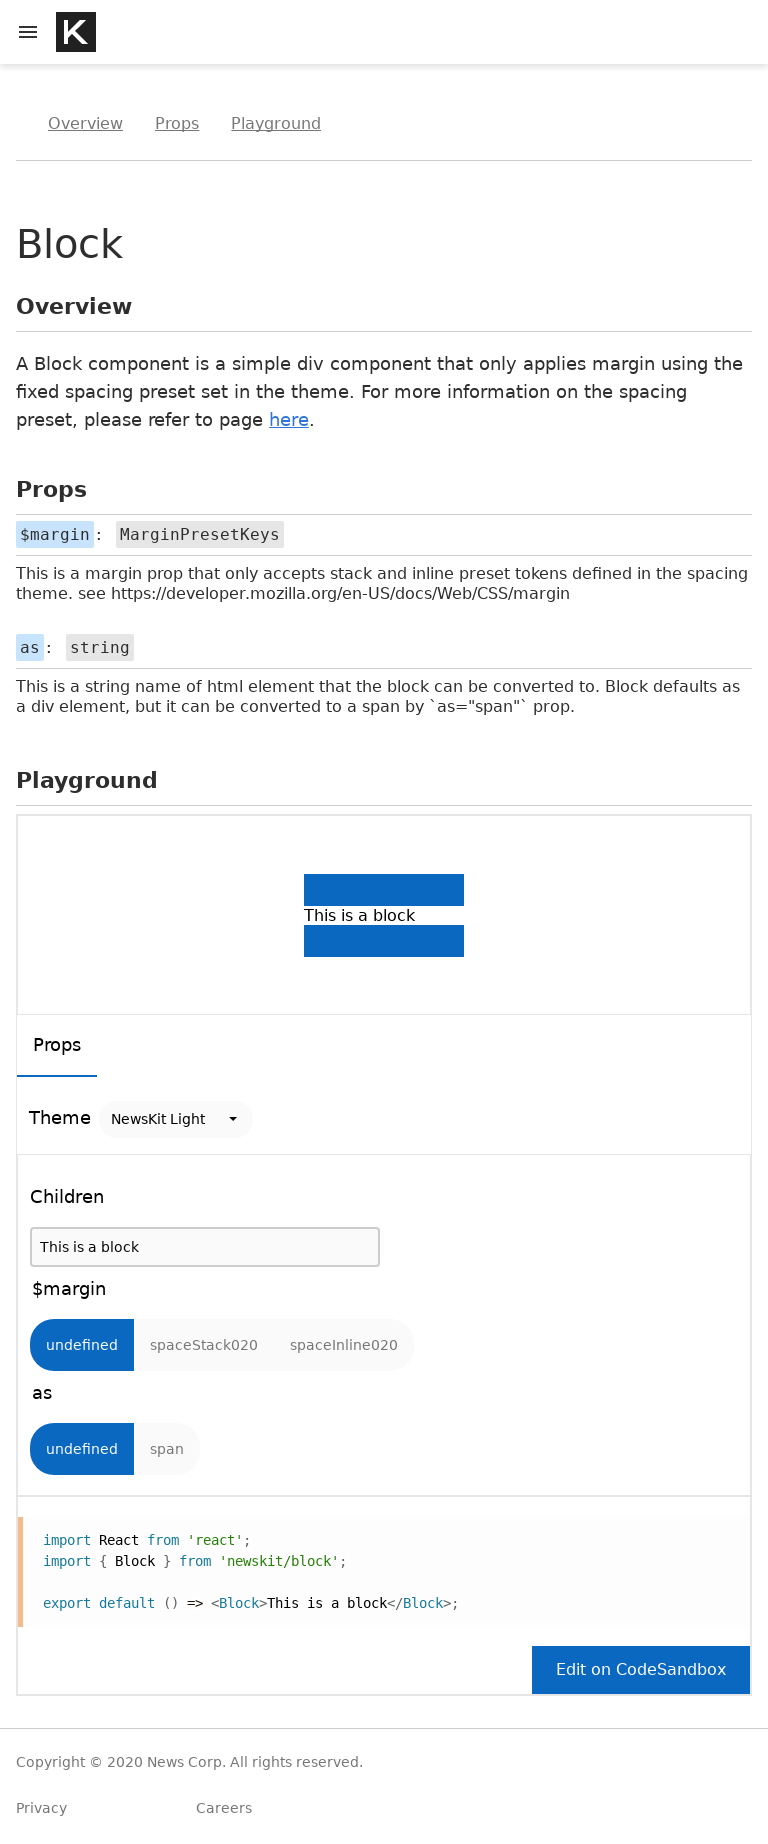 K
Overview Props Playground
Block
Overview
A Block component is a simple div component that only applies margin using the
fixed spacing preset set in the theme. For more information on the spacing
preset, please refer to page here.
Props
$margin: MarginPresetKeys
This is a margin prop that only accepts stack and inline preset tokens defined in the spacing
theme. see https://developer.mozilla.org/en-US/docs/Web/CSS/margin
as: string
This is a string name of html element that the block can be converted to. Block defaults as
a div element, but it can be converted to a span by `as="span"` prop.
Playground
This is a block
Props
Theme NewsKit Light
Children
This is a block
$margin
undefined spaceStack020 spaceInline020
as
undefined span
import React from 'react';
import { Block } from 'newskit/block';
export default () => <Block>This is a block</Block>;
Edit on CodeSandbox
Copyright © 2020 News Corp. All rights reserved.
Privacy Careers